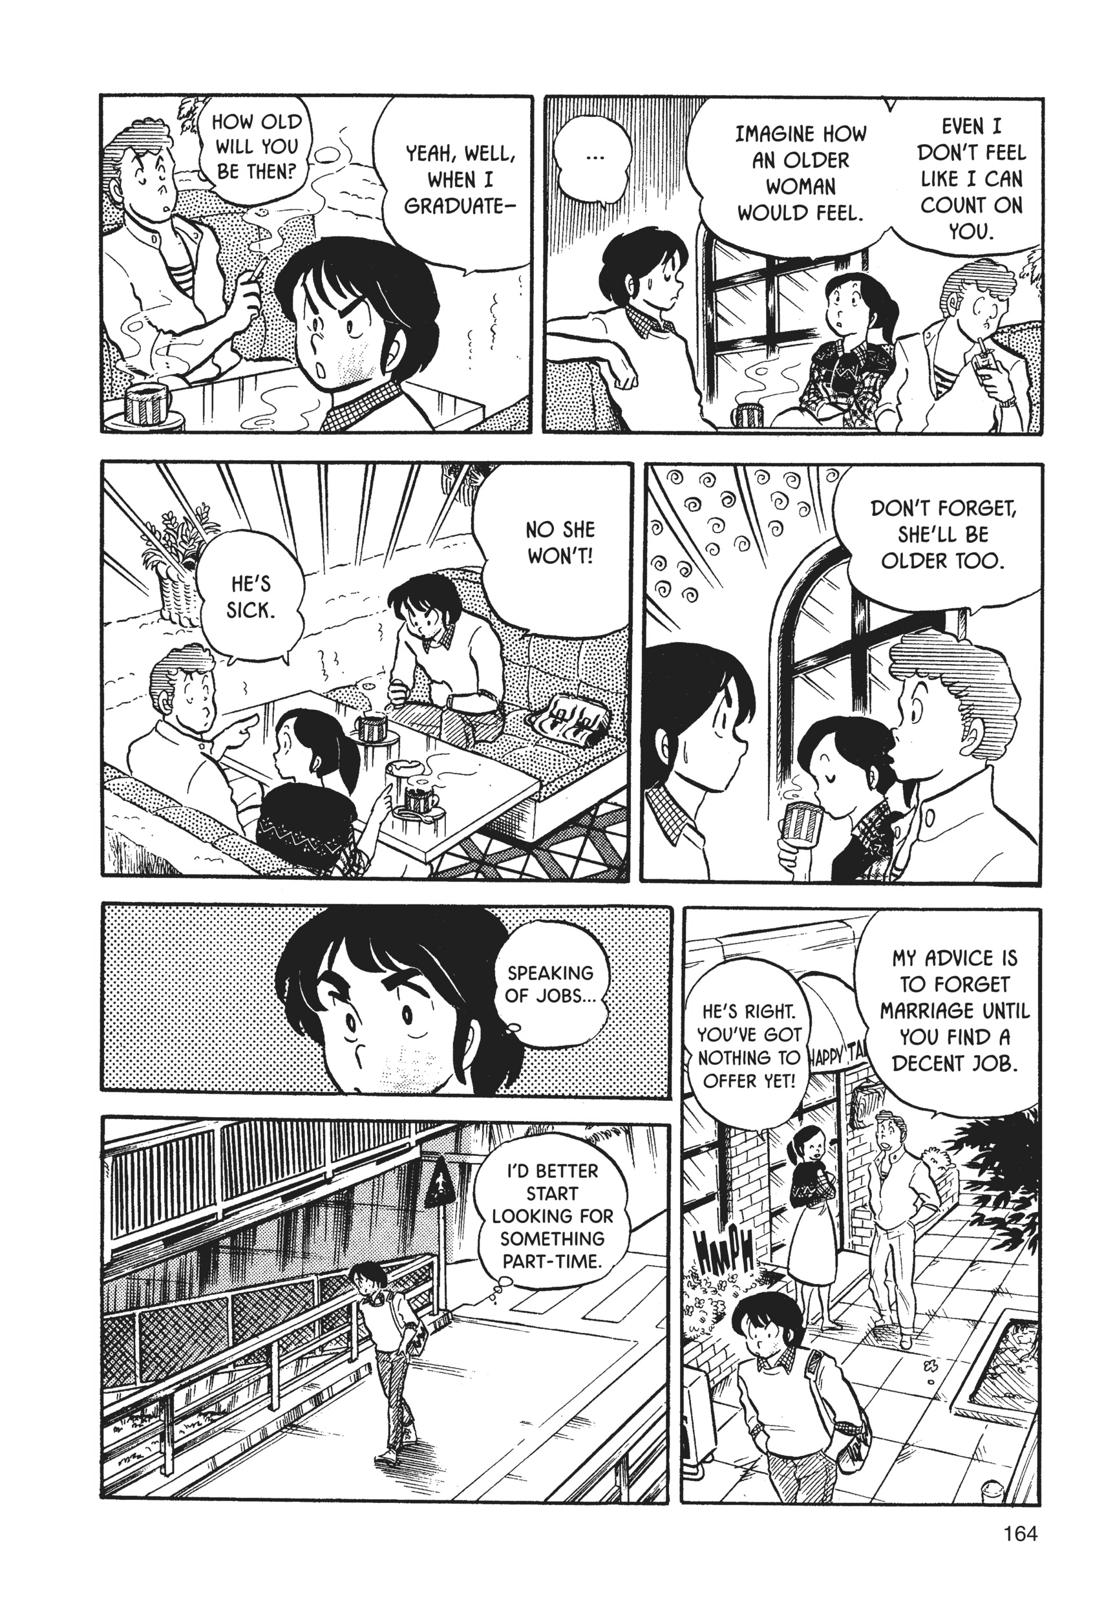 EVEN I
DON'T FEEL
LIKE I CAN
COUNT ON
YOU.
IMAGINE HOW
AN OLDER
WOMAN
WOULD FEEL.
...
YEAH, WELL,
WHEN I
GRADUATE–
HOW OLD
WILL YOU
BE THEN?
DON'T FORGET,
SHE'LL BE
OLDER TOO.
NO SHE
WON'T!
HE'S
SICK.
MY ADVICE IS
TO FORGET
MARRIAGE UNTIL
YOU FIND A
DECENT JOB.
HE'S RIGHT.
YOU'VE GOT
NOTHING TO
OFFER YET!
HAPPY TA
HMPH
SPEAKING
OF JOBS...
I'D BETTER
START
LOOKING FOR
SOMETHING
PART-TIME.
164